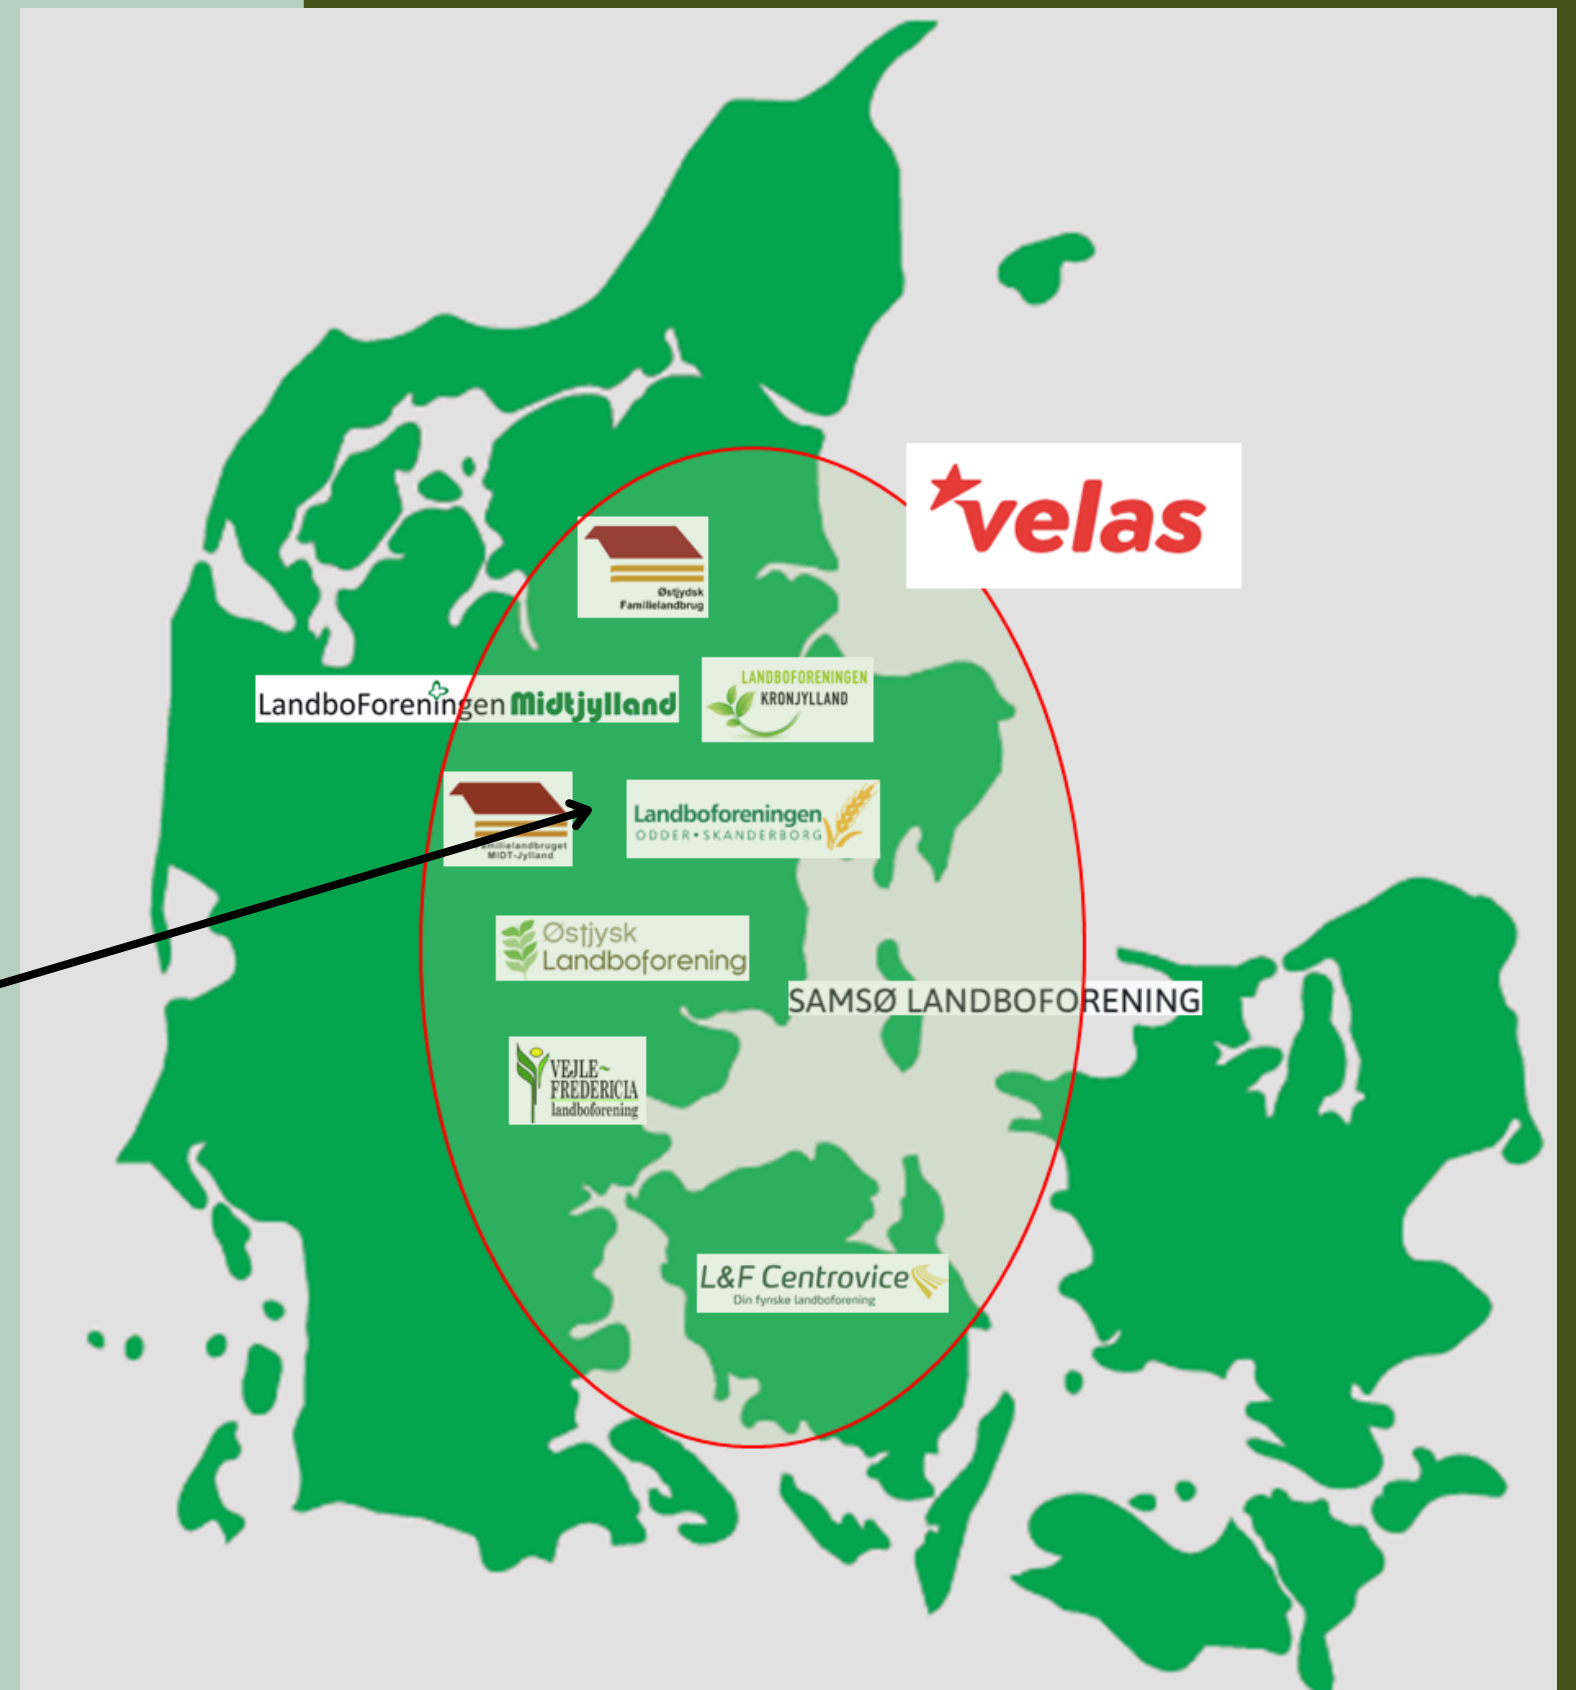 velas
Østjydsk
Familielandbrug
LandboForeningen Midtjylland
LANDBOFORENINGEN
KRONJYLLAND
milielandbruget
MIDT-Jylland
Landboforeningen
ODDER • SKANDERBORG
Østjysk
Landboforening
SAMSØ LANDBOFORENING
VEJLE~
FREDERICIA
landboforening
L&F Centrovice
Din fynske landboforening